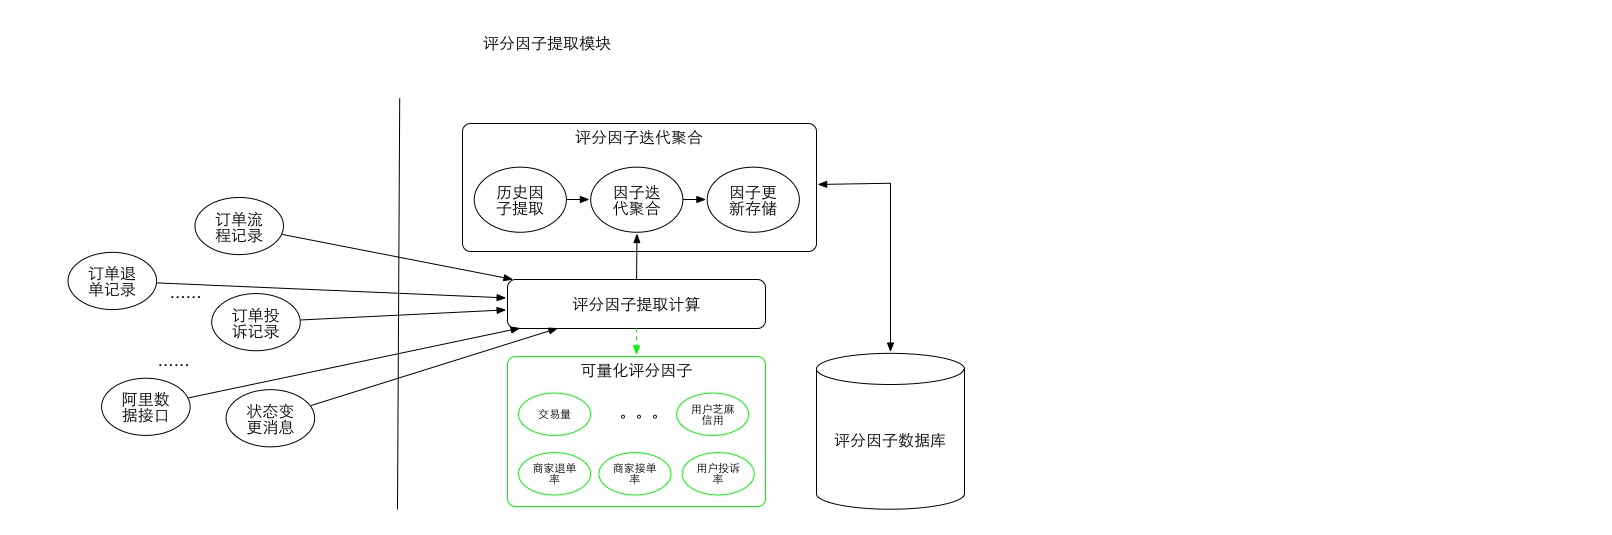 评分因子提取模块
评分因子迭代聚合
历史因
子提取
因子迭
代聚合
因子更
新存储
订单流
程记录
订单退
单记录
......
订单投
诉记录
......
阿里数
据接口
状态变
更消息
评分因子提取计算
可量化评分因子
交易量
。。。
用户芝麻
信用
商家退单
率
商家接单
率
用户投诉
率
评分因子数据库